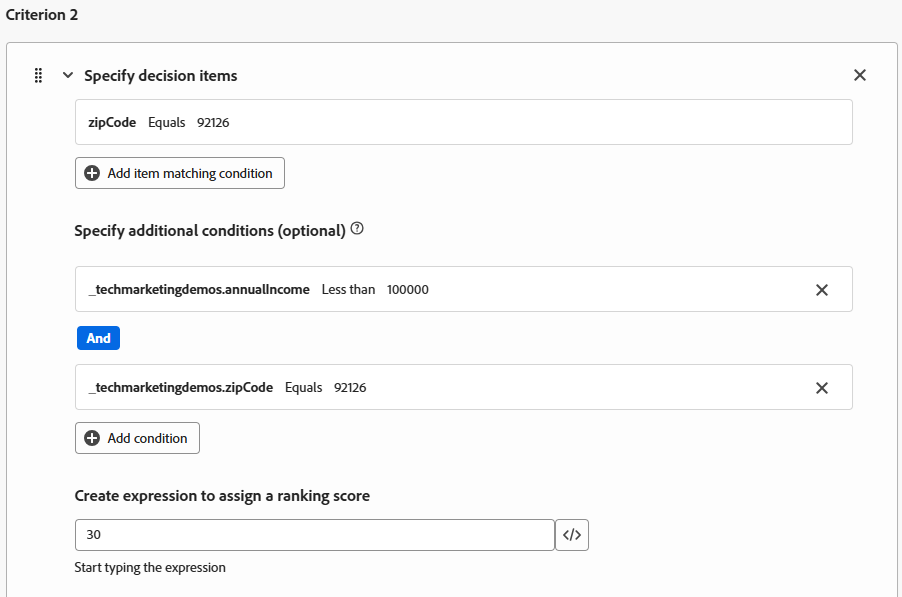 Criterion 2
Specify decision items
zipCode Equals 92126
Add item matching condition
Specify additional conditions (optional) ?
_techmarketingdemos.annualIncome Less than 100000
And
_techmarketingdemos.zipCode Equals 92126
Add condition
Create expression to assign a ranking score
30 </>
Start typing the expression